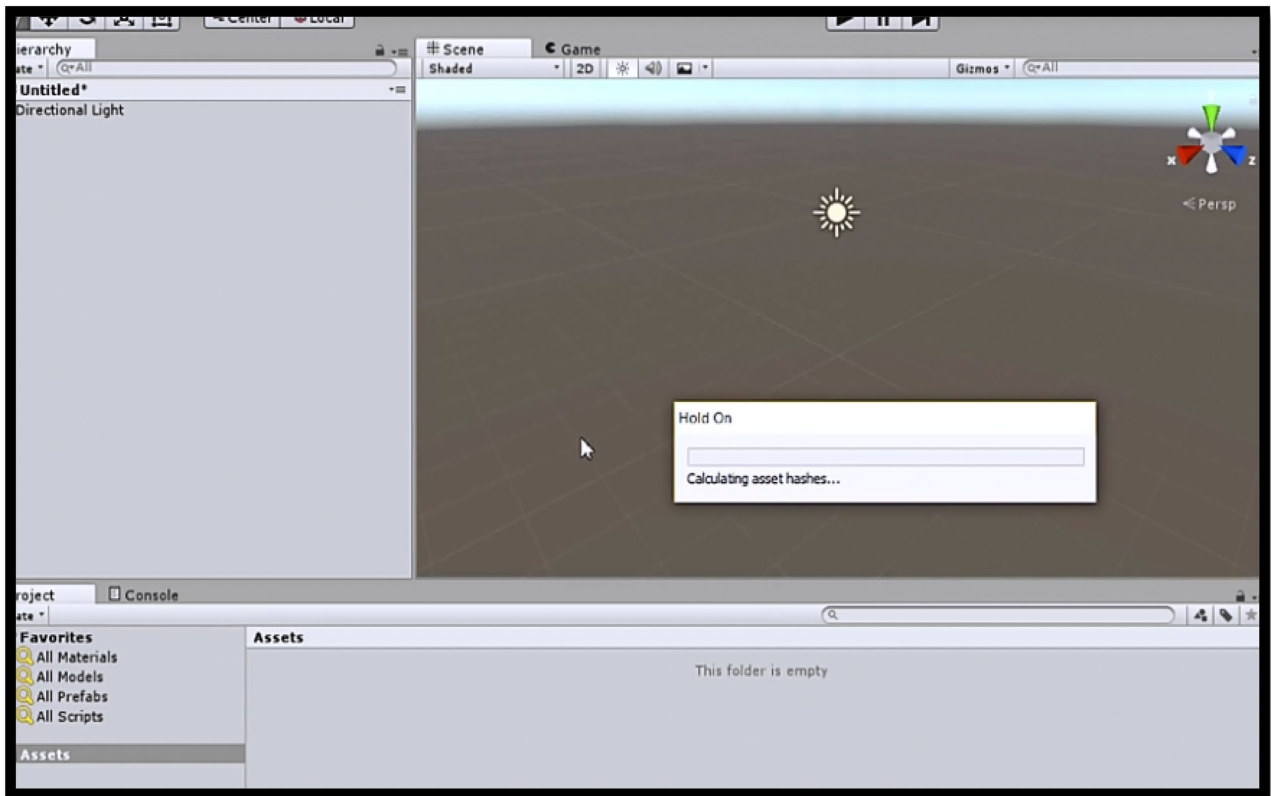 Center Local
ierarchy
ate All
Untitled*
Directional Light
Scene Game
Shaded 2D Gizmos All
X Z
Persp
Hold On
Calculating asset hashes...
roject Console
ate
Favorites
All Materials
All Models
All Prefabs
All Scripts
Assets
Assets
This folder is empty